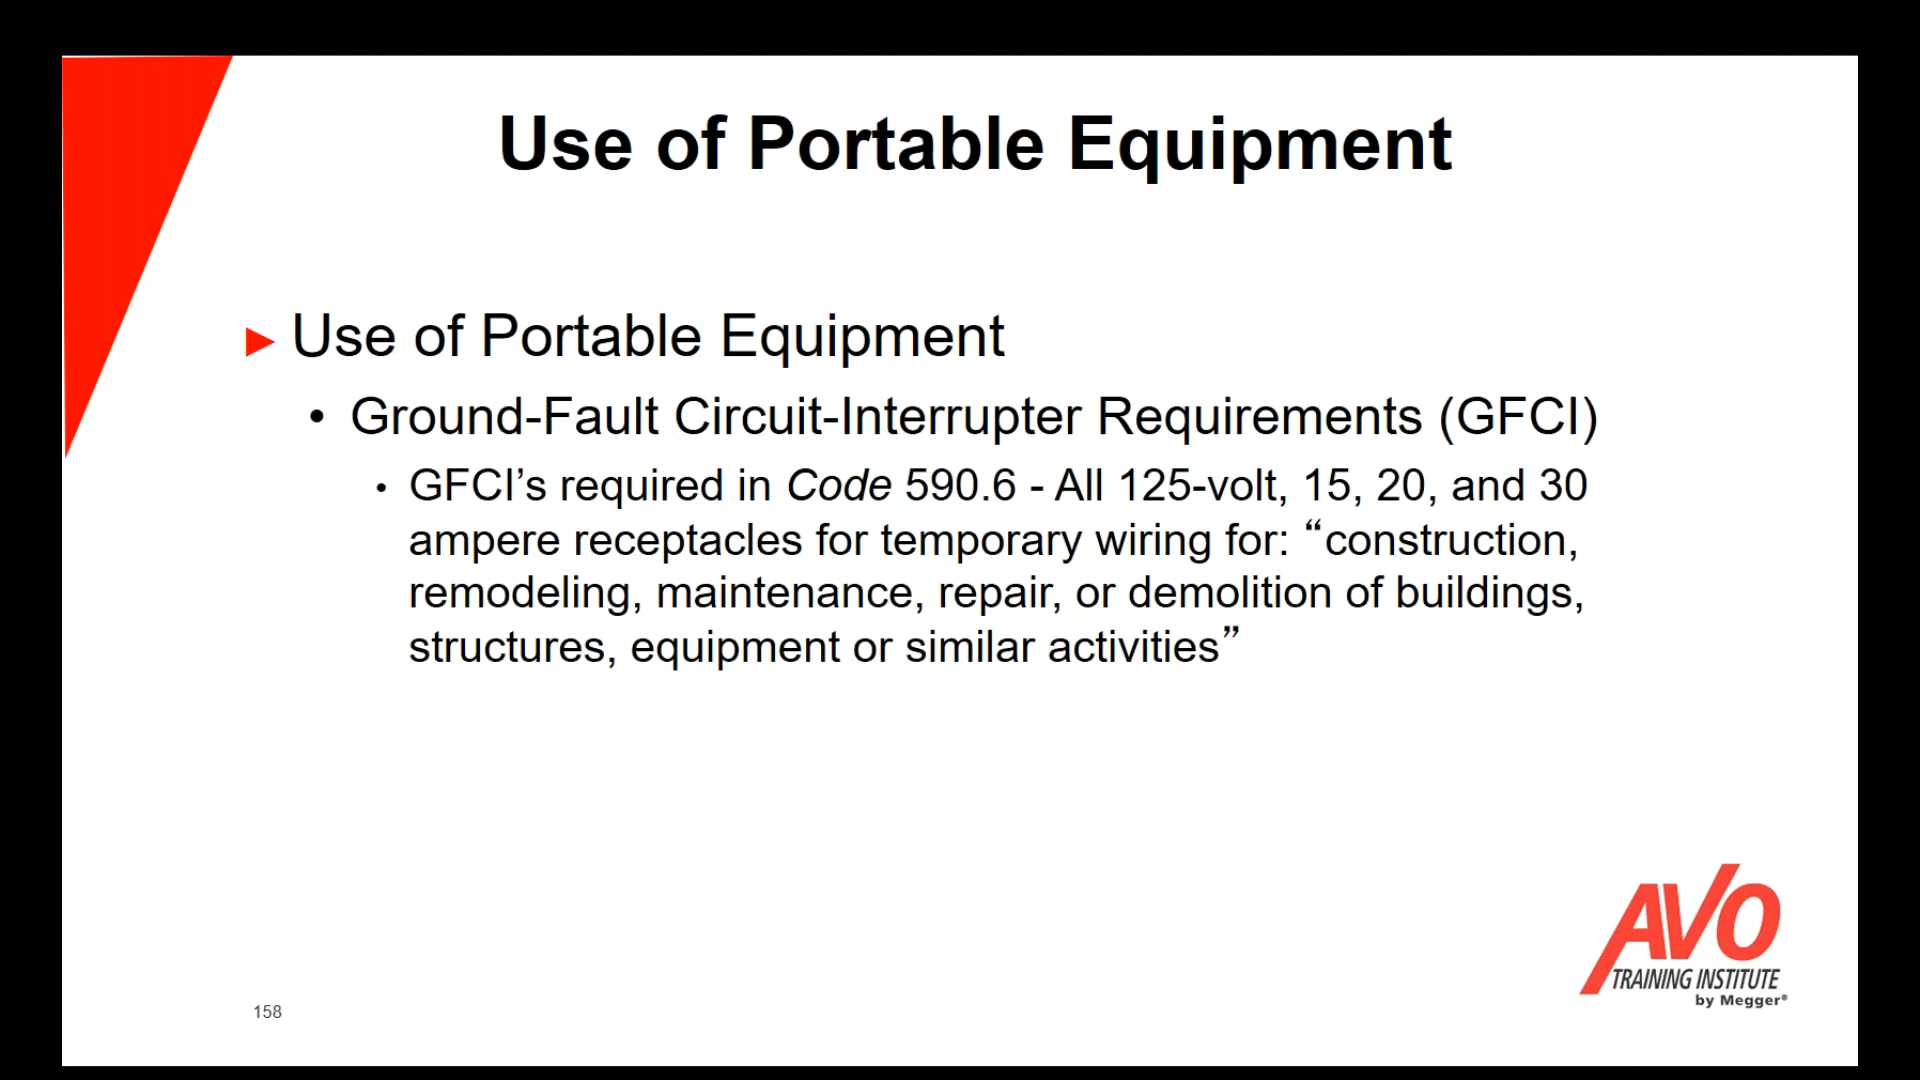 Use of Portable Equipment
► Use of Portable Equipment
• Ground-Fault Circuit-Interrupter Requirements (GFCI)
• GFCI’s required in Code 590.6 - All 125-volt, 15, 20, and 30
ampere receptacles for temporary wiring for: “construction,
remodeling, maintenance, repair, or demolition of buildings,
structures, equipment or similar activities”
AVO
TRAINING INSTITUTE
by Megger®
158